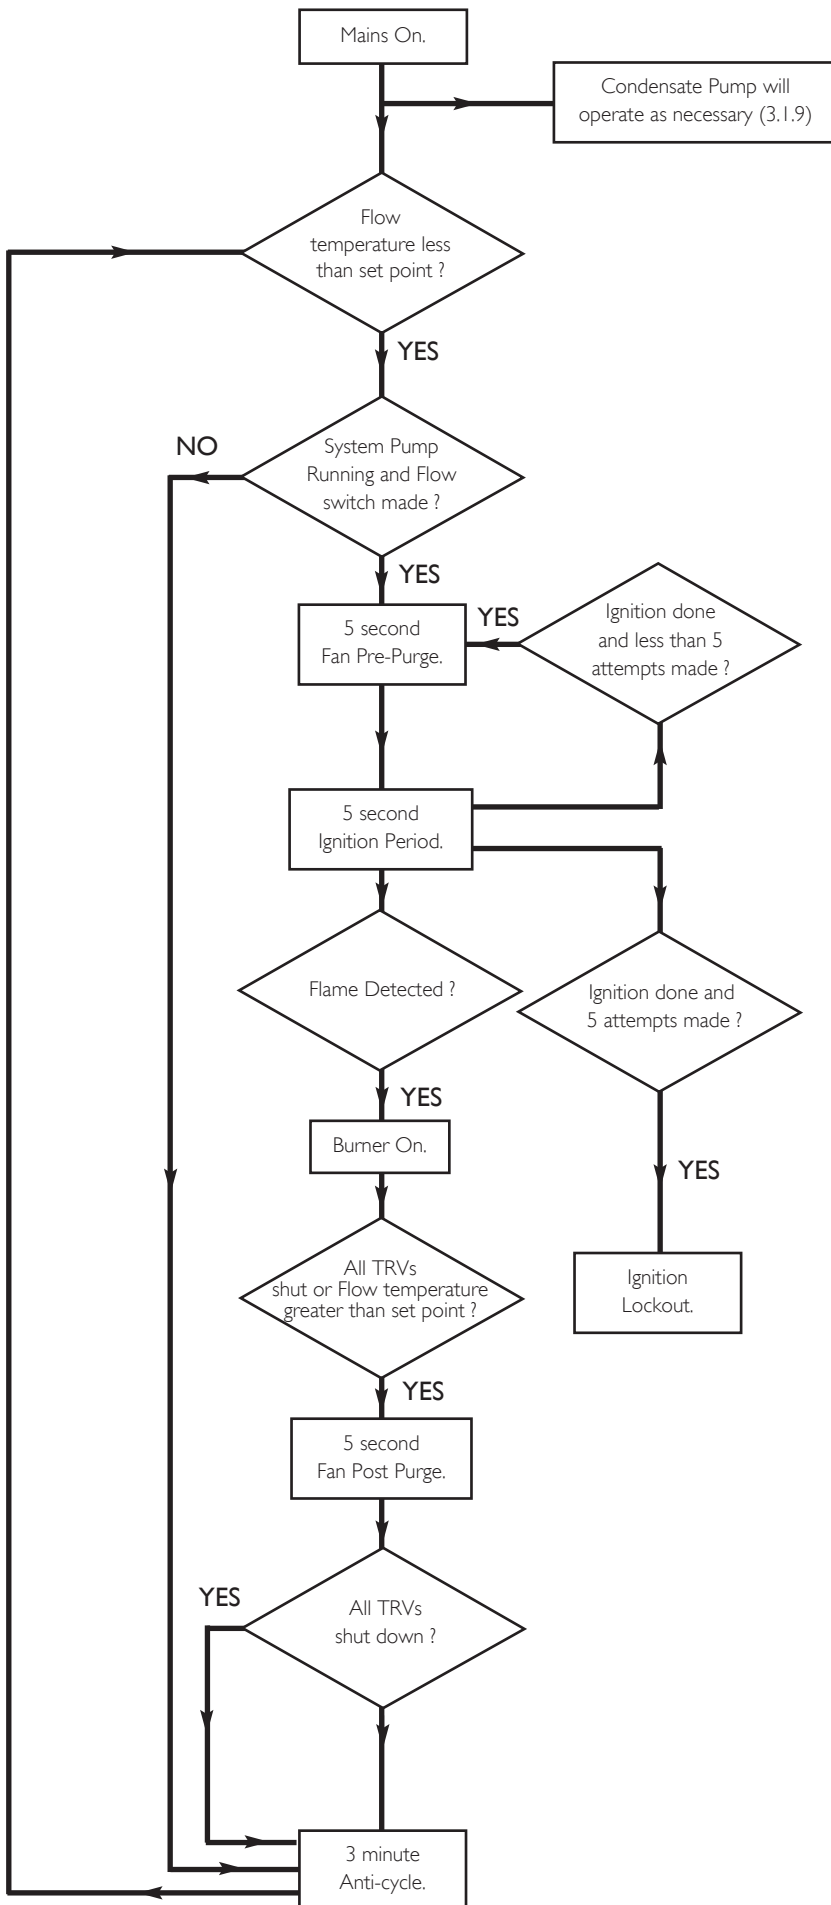 Mains On.
Condensate Pump will
operate as necessary (3.1.9)
Flow
temperature less
than set point ?
YES
NO
System Pump
Running and Flow
switch made ?
YES
5 second
Fan Pre-Purge.
YES
Ignition done
and less than 5
attempts made ?
5 second
Ignition Period.
Flame Detected ?
Ignition done and
5 attempts made ?
YES
Burner On.
YES
All TRVs
shut or Flow temperature
greater than set point ?
Ignition
Lockout.
YES
5 second
Fan Post Purge.
YES
All TRVs
shut down ?
3 minute
Anti-cycle.